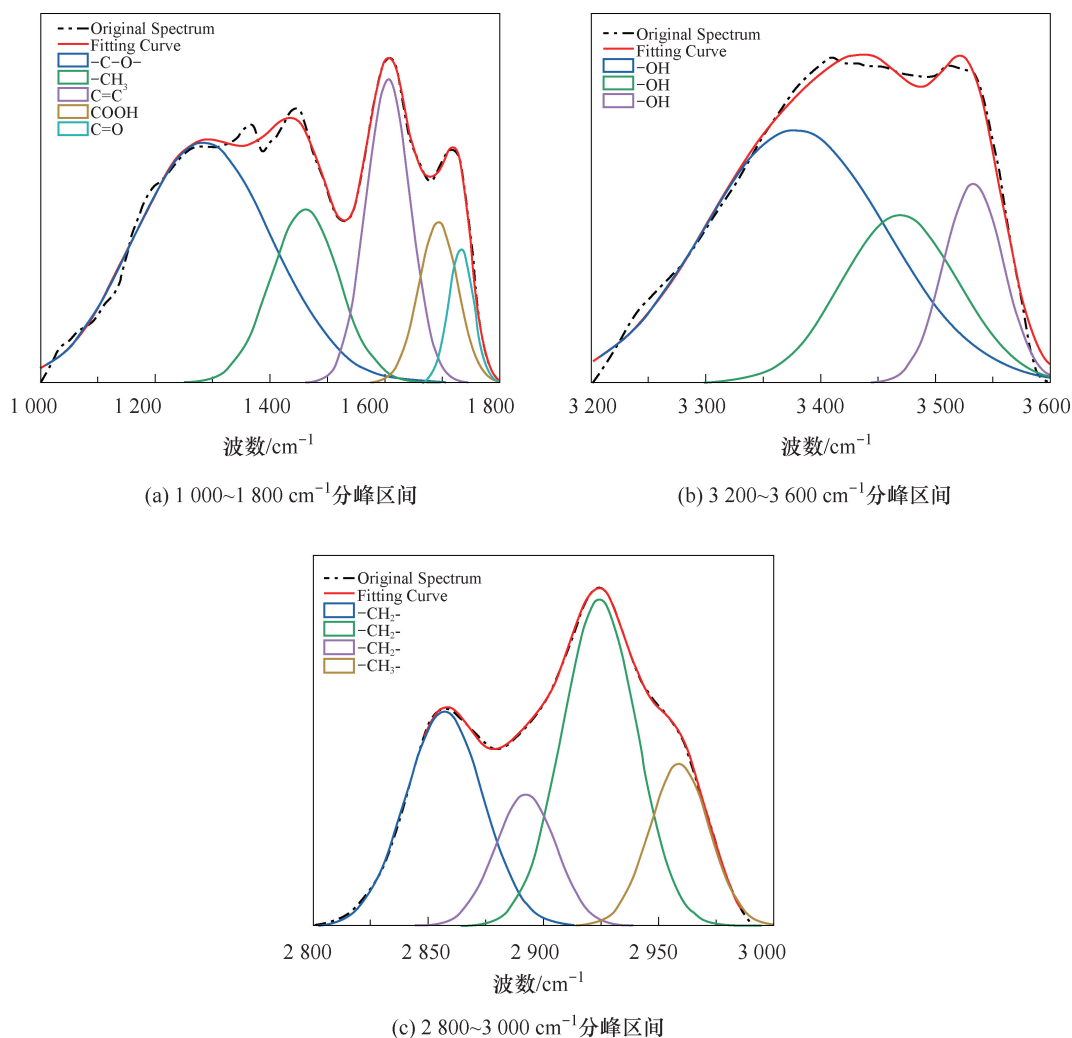 Original Spectrum
Fitting Curve
−C−O−
−CH3
C=C
COOH
C=O
1 000 1 200 1 400 1 600 1 800
波数/cm⁻¹
(a) 1 000~1 800 cm⁻¹分峰区间
Original Spectrum
Fitting Curve
−OH
−OH
−OH
3 200 3 300 3 400 3 500 3 600
波数/cm⁻¹
(b) 3 200~3 600 cm⁻¹分峰区间
Original Spectrum
Fitting Curve
−CH₂-
−CH₂-
−CH₂-
−CH₃-
2 800 2 850 2 900 2 950 3 000
波数/cm⁻¹
(c) 2 800~3 000 cm⁻¹分峰区间